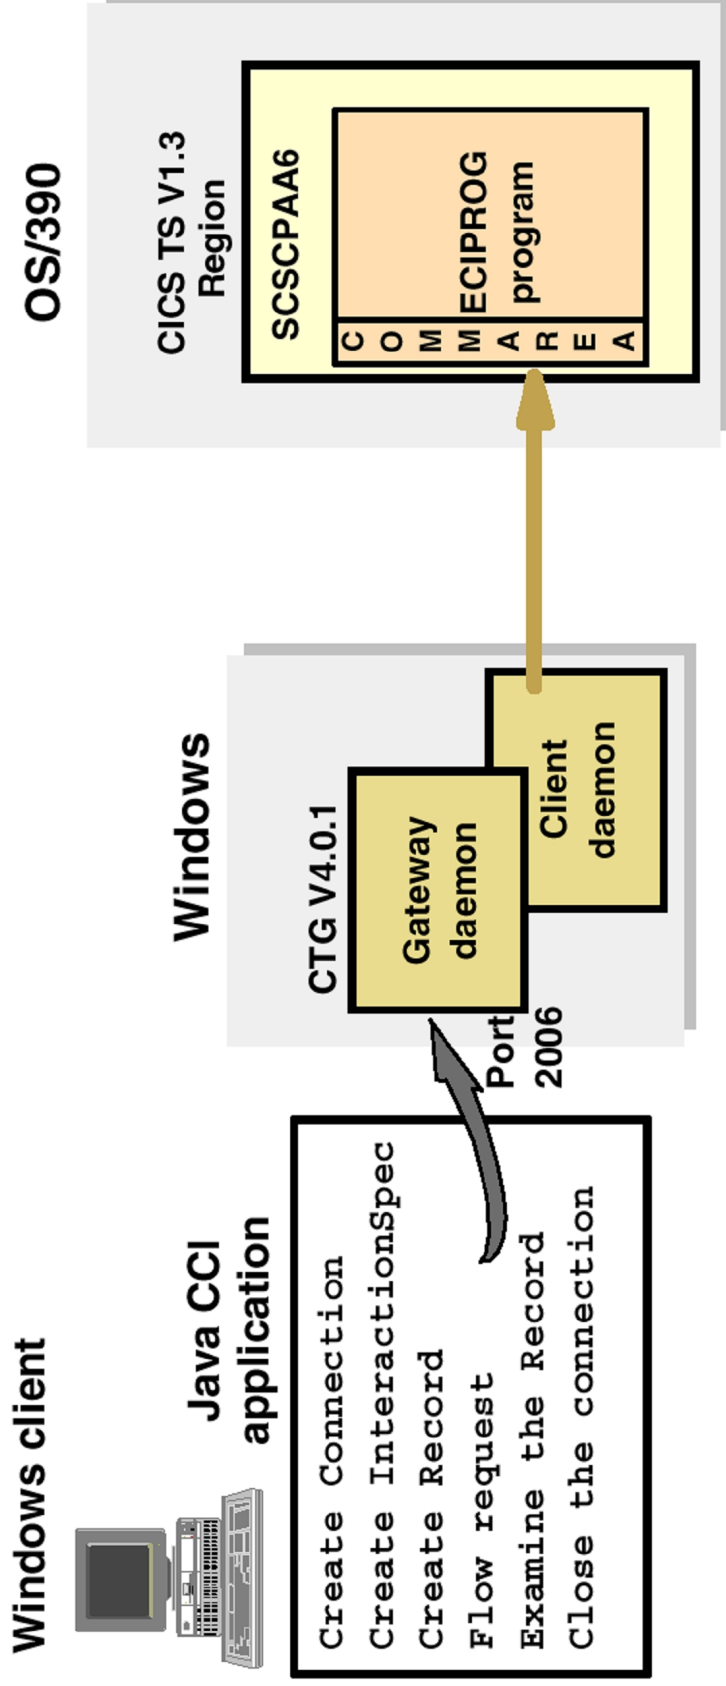 Windows client
Java CCI
application
Create Connection
Create InteractionSpec
Create Record
Flow request
Examine the Record
Close the connection
Windows
CTG V4.0.1
Gateway
daemon
Port
2006
Client
daemon
OS/390
CICS TS V1.3
Region
SCSCPAA6
C
O
M
M
A
R
E
A
ECIPROG
program